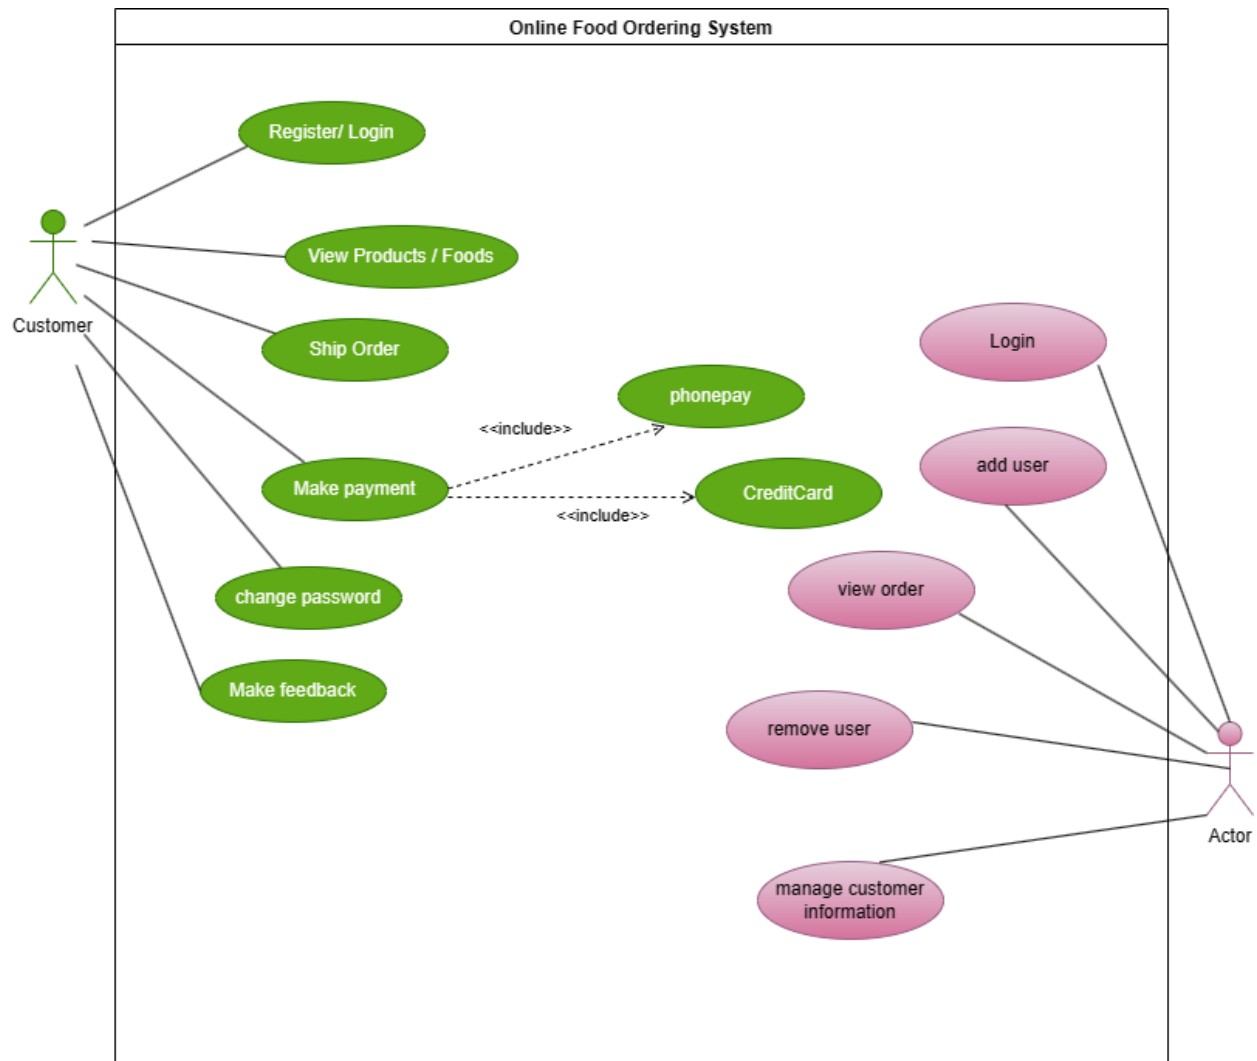 Online Food Ordering System
Register/ Login
View Products / Foods
Customer
Ship Order
Login
phonepay
<<include>>
add user
Make payment
CreditCard
<<include>>
view order
change password
Make feedback
remove user
Actor
manage customer
information